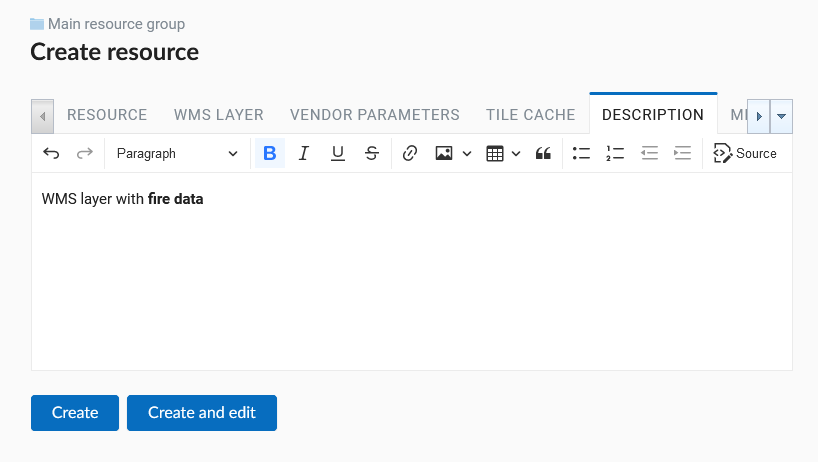 Main resource group
Create resource
RESOURCE WMS LAYER VENDOR PARAMETERS TILE CACHE DESCRIPTION
Paragraph B I U S Source
WMS layer with fire data
Create Create and edit